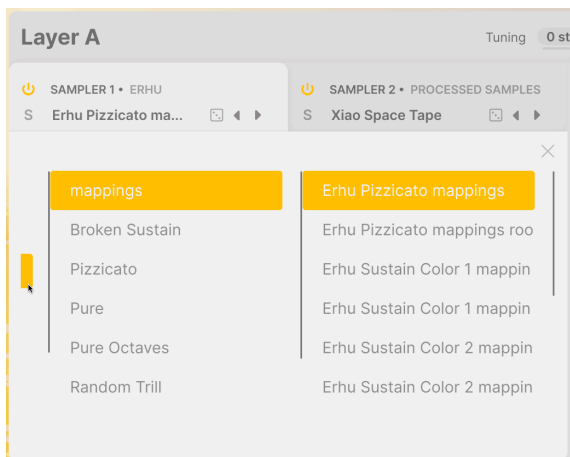 Layer A
Tuning 0 st
SAMPLER 1 • ERHU
S Erhu Pizzicato ma...
SAMPLER 2 • PROCESSED SAMPLES
S Xiao Space Tape
mappings
Broken Sustain
Pizzicato
Pure
Pure Octaves
Random Trill
Erhu Pizzicato mappings
Erhu Pizzicato mappings roo
Erhu Sustain Color 1 mappin
Erhu Sustain Color 1 mappin
Erhu Sustain Color 2 mappin
Erhu Sustain Color 2 mappin